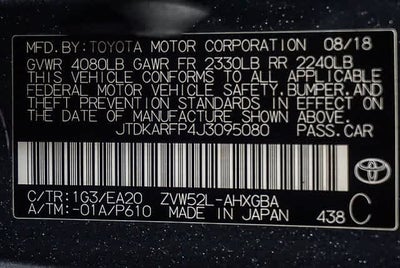 MFD. BY: TOYOTA MOTOR CORPORATION 08/18
GVWR 4080LB GAWR FR 2330LB RR 2240LB
THIS VEHICLE CONFORMS TO ALL APPLICABLE
FEDERAL MOTOR VEHICLE SAFETY, BUMPER, AND
THEFT PREVENTION STANDARDS IN EFFECT ON
THE DATE OF MANUFACTURE SHOWN ABOVE.
JTDKARFP4J3095080 PASS.CAR
C/TR: 1G3/EA20 ZVW52L-AHXGBA
A/TM: -01A/P610 MADE IN JAPAN 438 C
TOYOTA